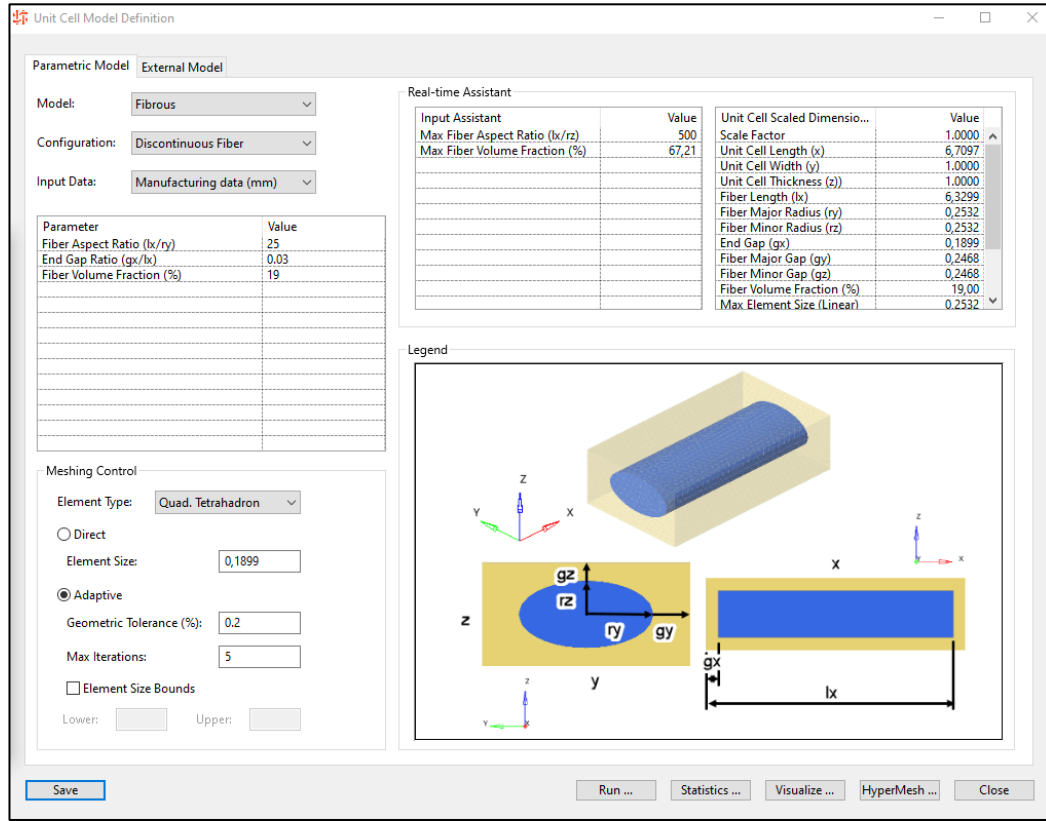 Unit Cell Model Definition
Parametric Model External Model
Model: Fibrous
Configuration: Discontinuous Fiber
Input Data: Manufacturing data (mm)
Parameter Value
Fiber Aspect Ratio (lx/ry) 25
End Gap Ratio (gx/lx) 0.03
Fiber Volume Fraction (%) 19
Meshing Control
Element Type: Quad. Tetrahadron
Direct
Element Size: 0,1899
Adaptive
Geometric Tolerance (%): 0.2
Max Iterations: 5
Element Size Bounds
Lower: Upper:
Real-time Assistant
Input Assistant Value
Max Fiber Aspect Ratio (lx/rz) 500
Max Fiber Volume Fraction (%) 67,21
Unit Cell Scaled Dimensio... Value
Scale Factor 1.0000
Unit Cell Length (x) 6,7097
Unit Cell Width (y) 1.0000
Unit Cell Thickness (z)) 1.0000
Fiber Length (lx) 6,3299
Fiber Major Radius (ry) 0,2532
Fiber Minor Radius (rz) 0,2532
End Gap (gx) 0,1899
Fiber Major Gap (gy) 0,2468
Fiber Minor Gap (gz) 0,2468
Fiber Volume Fraction (%) 19,00
Max Element Size (Linear) 0.2532
Legend
Z
Y X
z
Y x
x
gz
rz
z ry gy
y
gx
lx
z
Y x
Save Run ... Statistics ... Visualize ... HyperMesh ... Close